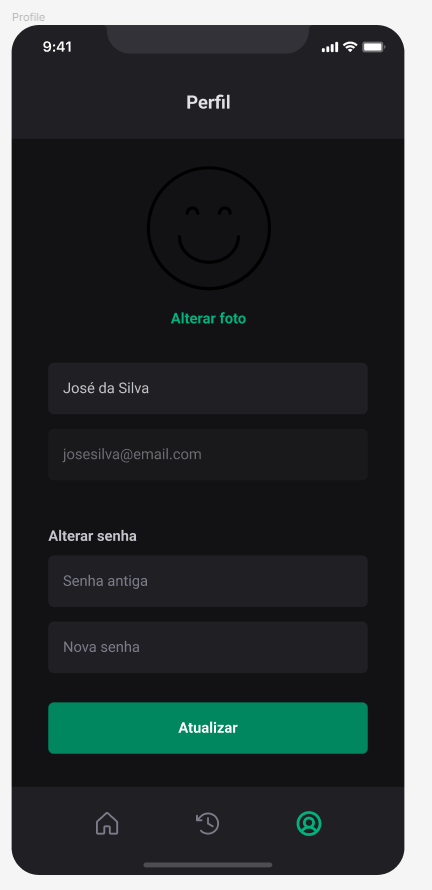 Profile
9:41
Perfil
Alterar foto
José da Silva
josesilva@email.com
Alterar senha
Senha antiga
Nova senha
Atualizar